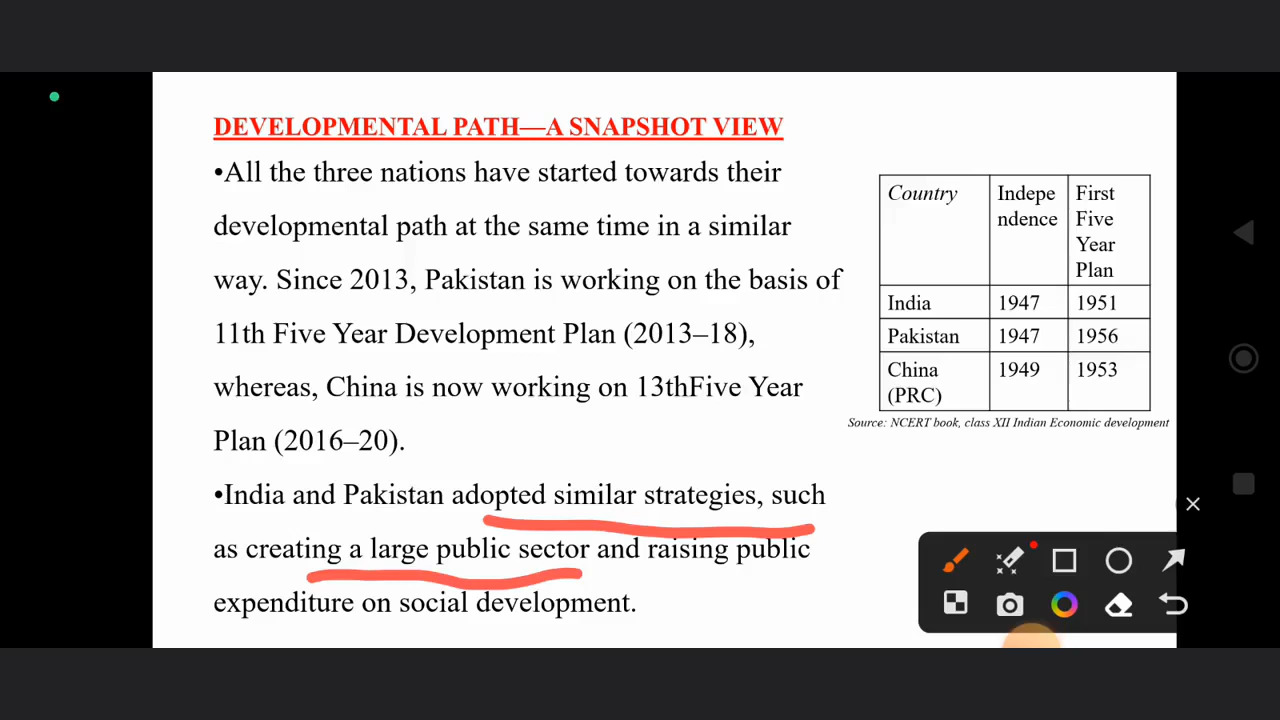 DEVELOPMENTAL PATH—A SNAPSHOT VIEW
•All the three nations have started towards their
developmental path at the same time in a similar
way. Since 2013, Pakistan is working on the basis of
11th Five Year Development Plan (2013–18),
whereas, China is now working on 13thFive Year
Plan (2016–20).
•India and Pakistan adopted similar strategies, such
as creating a large public sector and raising public
expenditure on social development.
Country Indepe First
ndence Five
Year
Plan
India 1947 1951
Pakistan 1947 1956
China 1949 1953
(PRC)
Source: NCERT book, class XII Indian Economic development